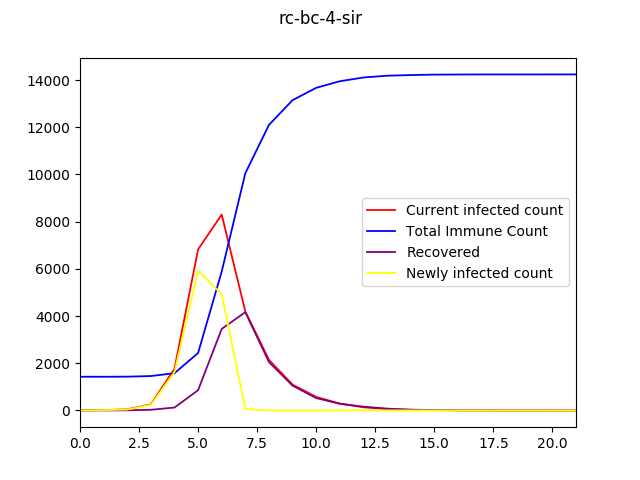 rc-bc-4-sir
14000
12000
10000
8000
6000
4000
2000
0
Current infected count
Total Immune Count
Recovered
Newly infected count
0.0 2.5 5.0 7.5 10.0 12.5 15.0 17.5 20.0